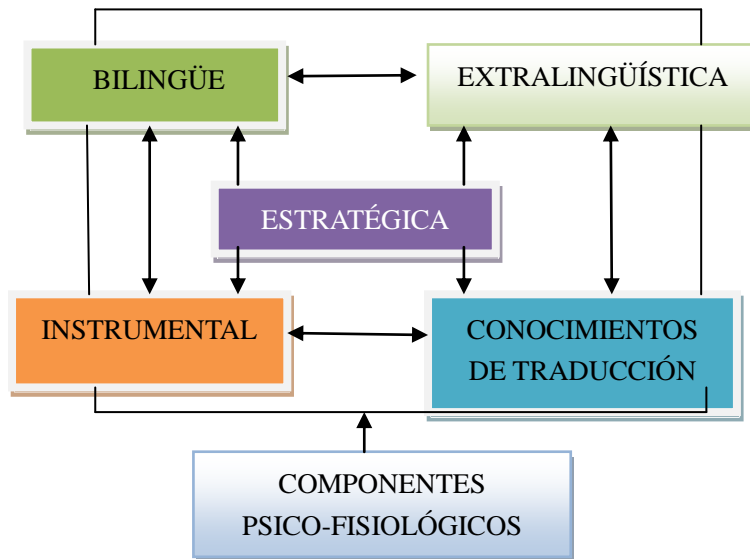 BILINGÜE
EXTRALINGÜÍSTICA
ESTRATÉGICA
INSTRUMENTAL
CONOCIMIENTOS
DE TRADUCCIÓN
COMPONENTES
PSICO-FISIOLÓGICOS